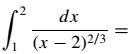 ∫₁² dx / (x − 2)^{2/3} =